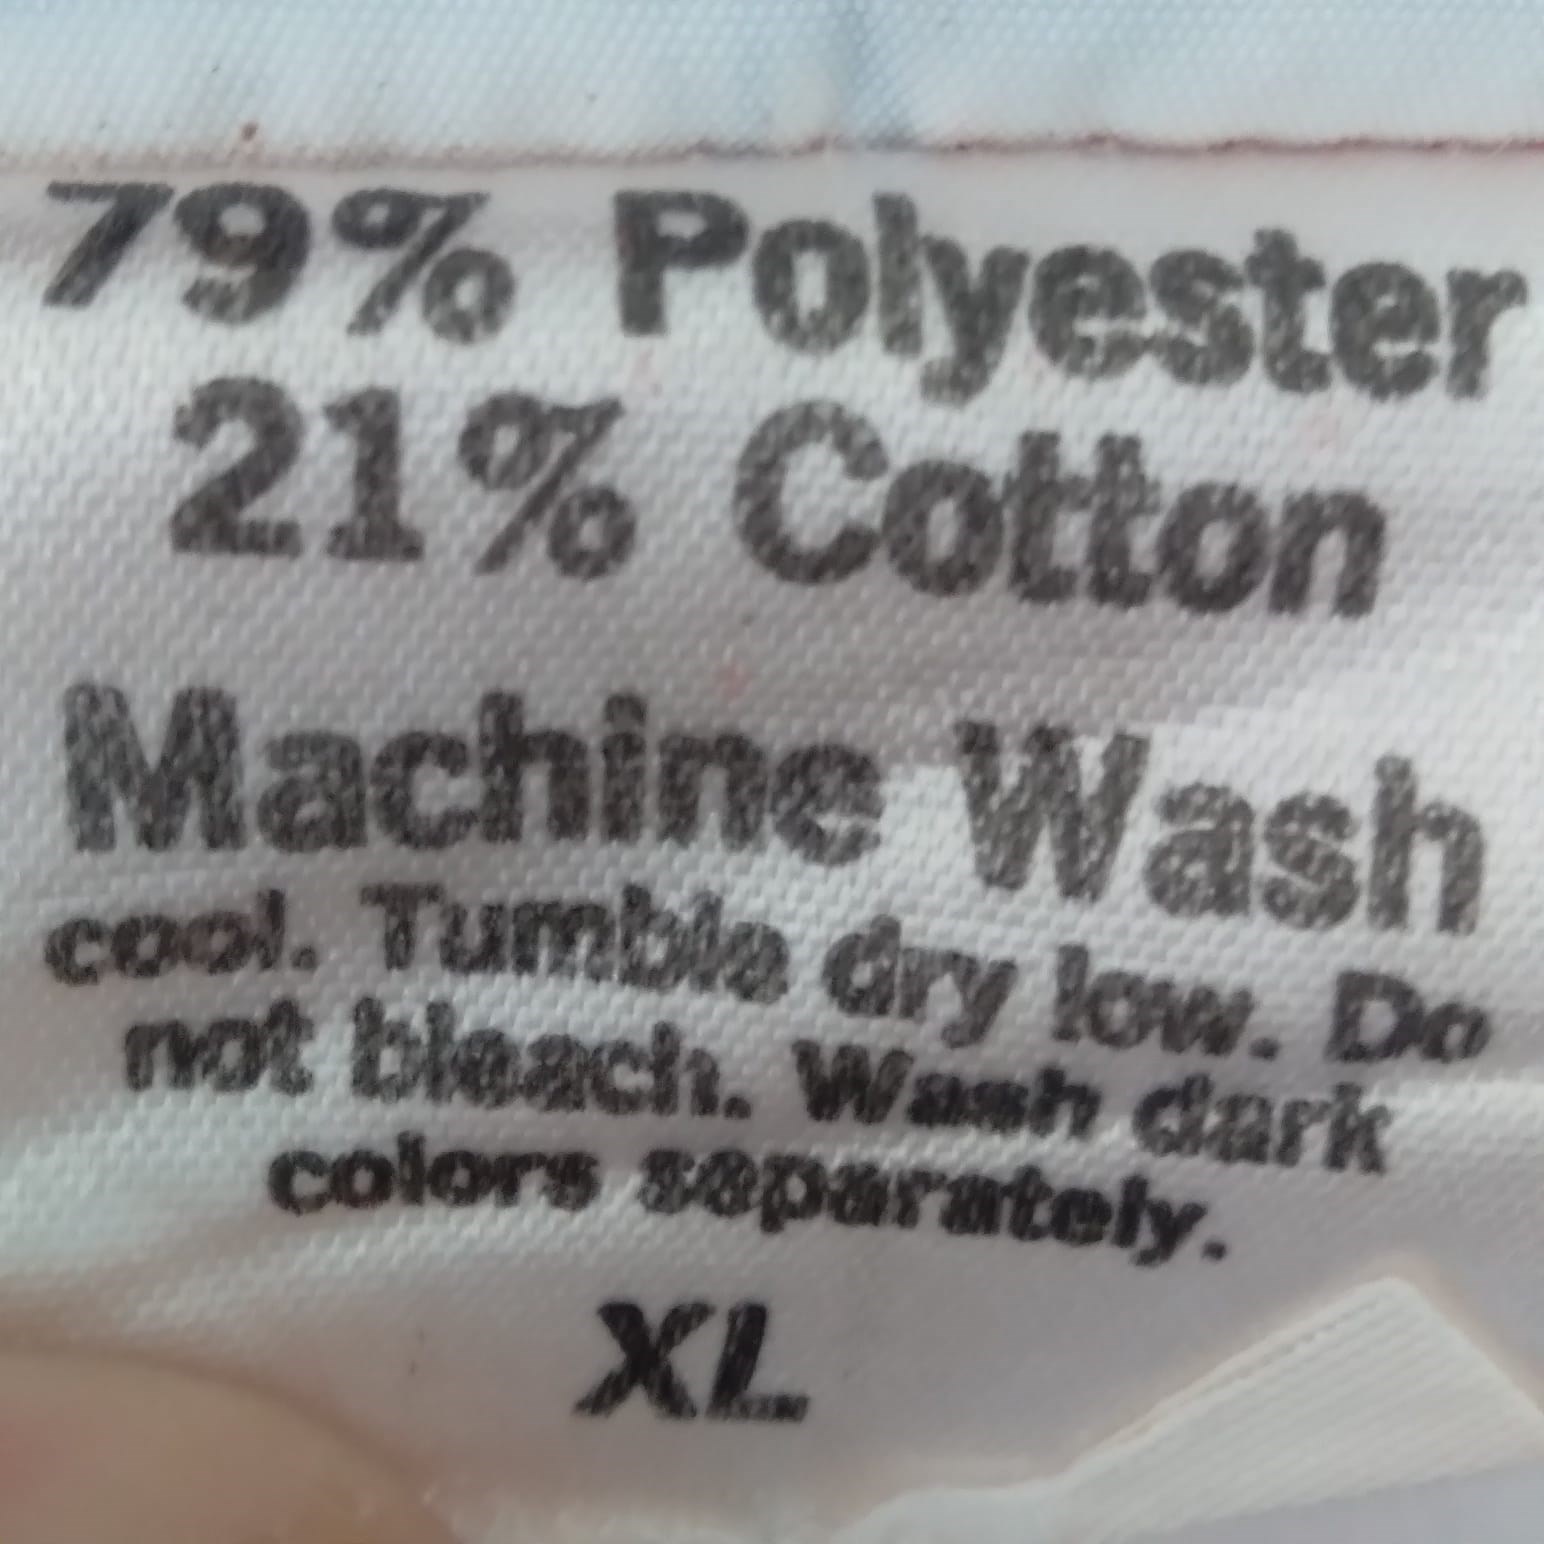 79% Polyester
21% Cotton
Machine Wash
cool. Tumble dry low. Do
not bleach. Wash dark
colors separately.
XL